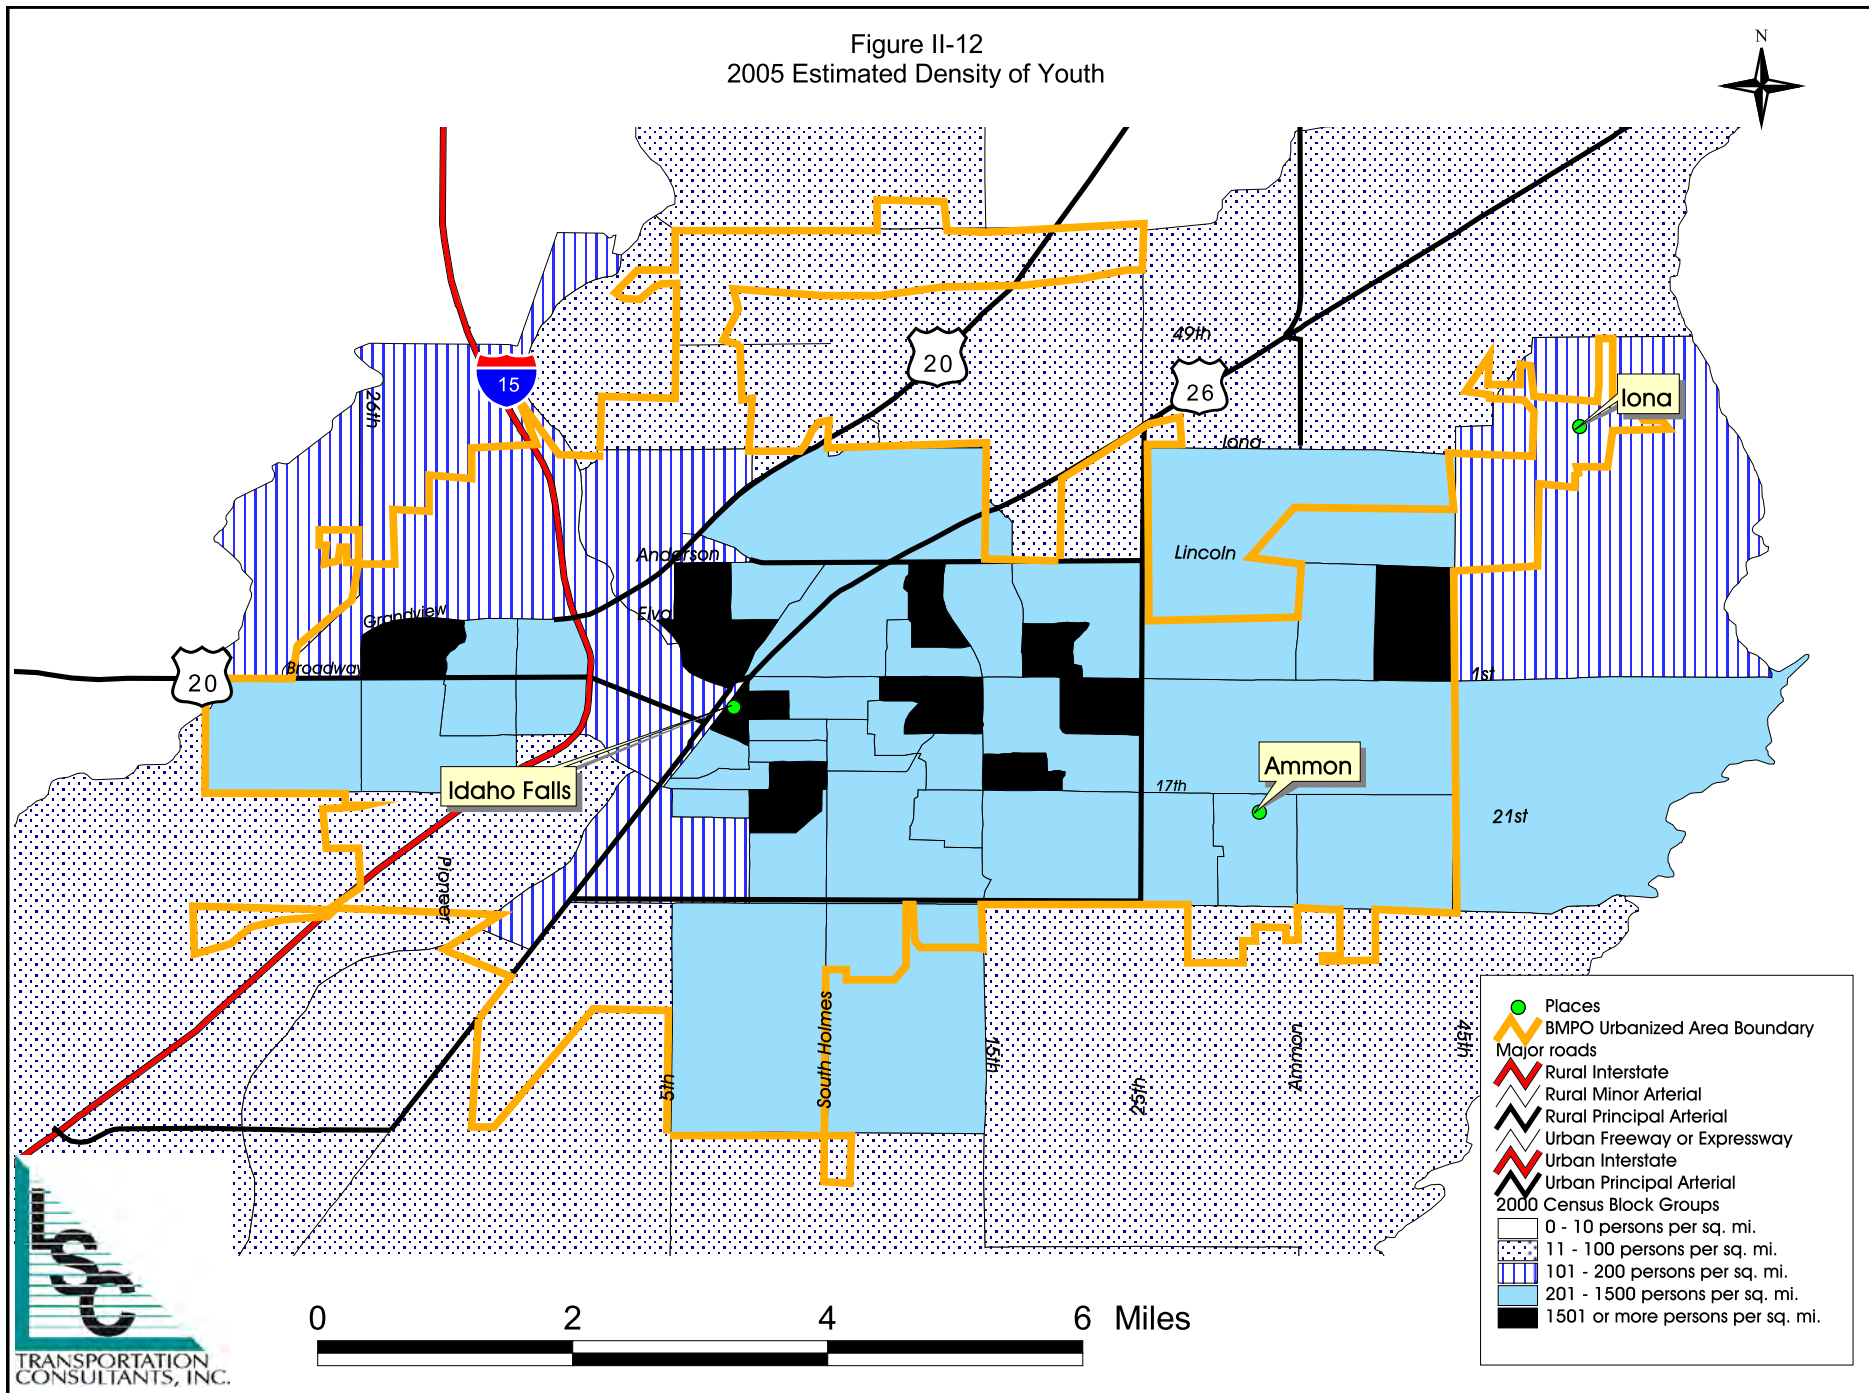 Figure II-12
2005 Estimated Density of Youth
N
49th
20
26
15
Iona
26th
Iona
Anderson
Lincoln
Elva
Grandview
Broadway
20
1st
Idaho Falls
Ammon
17th
21st
Pioneer
5th
South Holmes
15th
25th
Ammon
45th
Places
BMPO Urbanized Area Boundary
Major roads
Rural Interstate
Rural Minor Arterial
Rural Principal Arterial
Urban Freeway or Expressway
Urban Interstate
Urban Principal Arterial
2000 Census Block Groups
0 - 10 persons per sq. mi.
11 - 100 persons per sq. mi.
101 - 200 persons per sq. mi.
201 - 1500 persons per sq. mi.
1501 or more persons per sq. mi.
0 2 4 6 Miles
LSC
TRANSPORTATION
CONSULTANTS, INC.